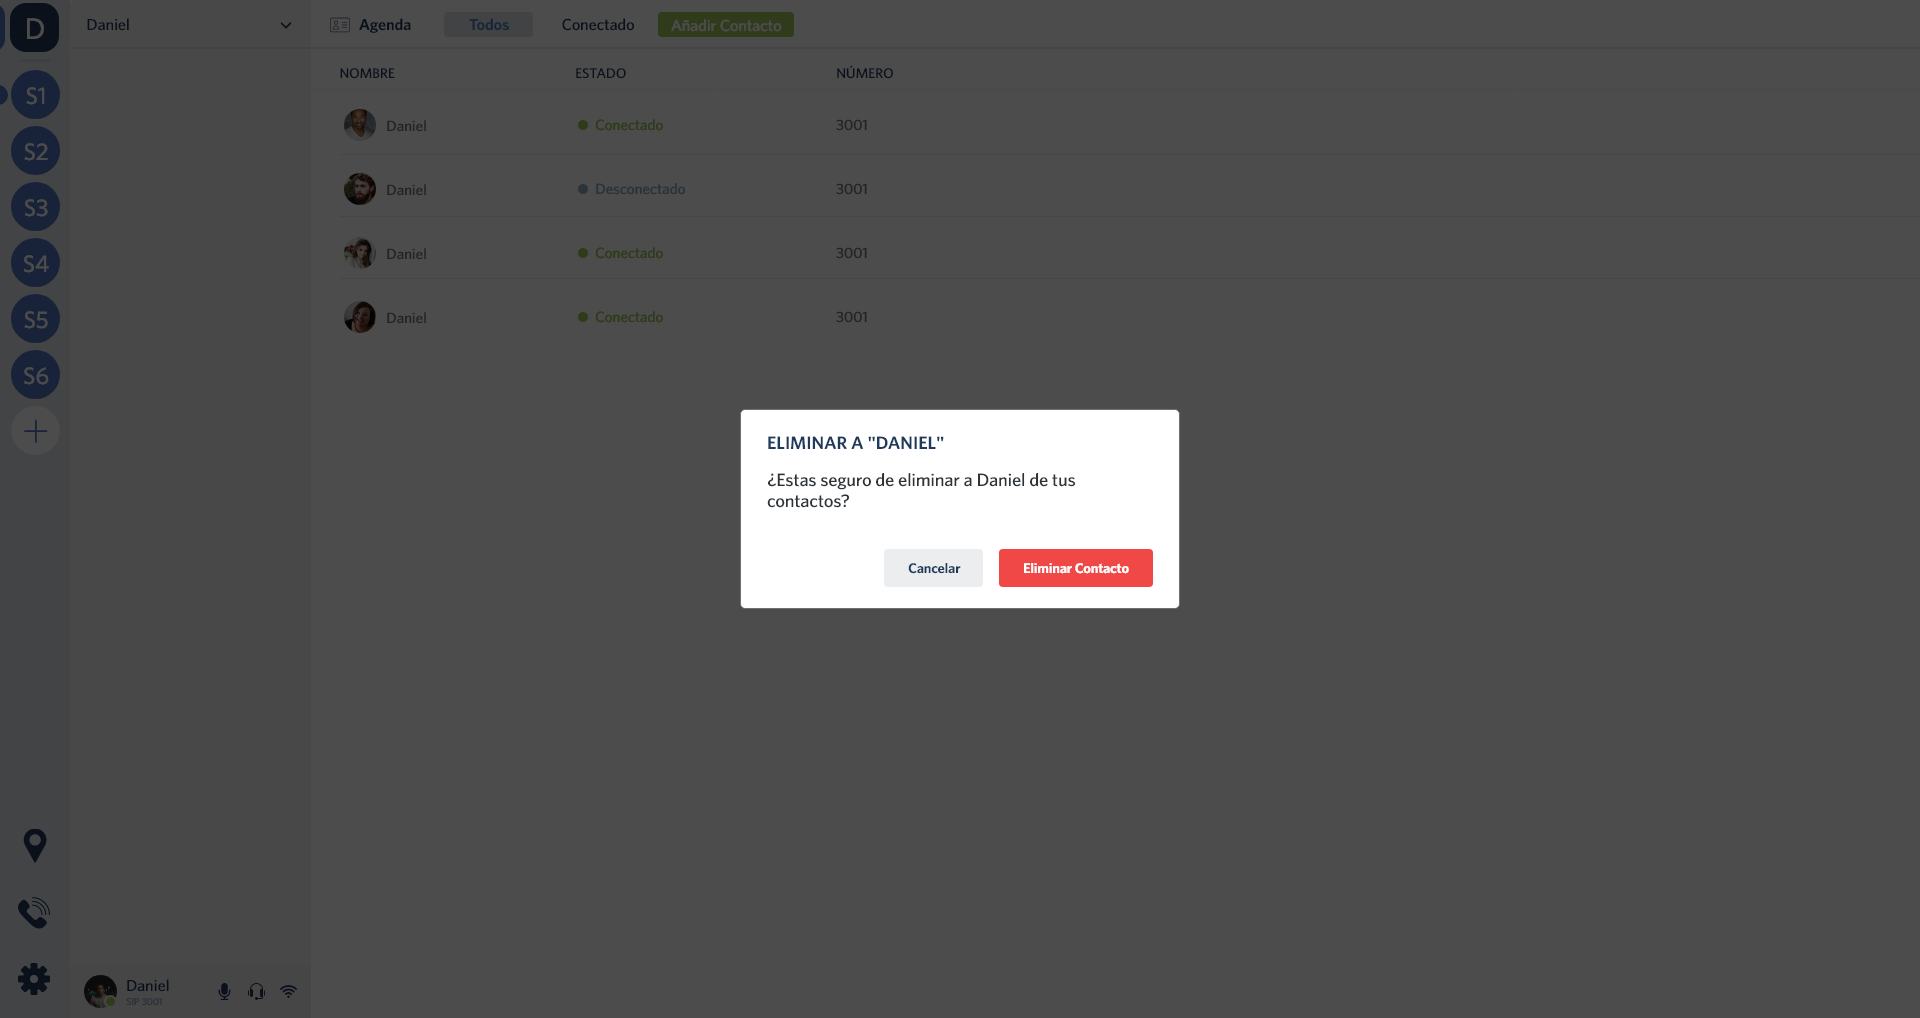 D
Daniel
Agenda
Todos
Conectado
Añadir Contacto
S1
S2
S3
S4
S5
S6
NOMBRE
ESTADO
NÚMERO
Daniel
Conectado
3001
Daniel
Desconectado
3001
Daniel
Conectado
3001
Daniel
Conectado
3001
ELIMINAR A "DANIEL"
¿Estas seguro de eliminar a Daniel de tus
contactos?
Cancelar
Eliminar Contacto
Daniel
SIP 3001